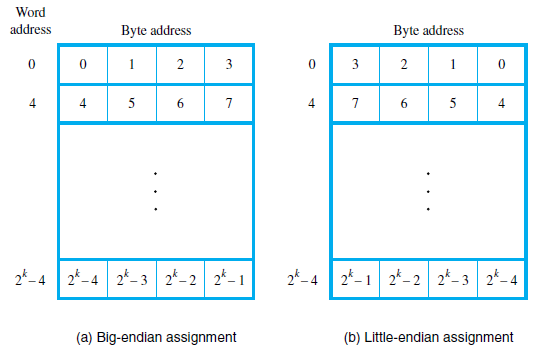 Word
address
Byte address
0 0 1 2 3
4 4 5 6 7
2^k – 4 2^k – 4 2^k – 3 2^k – 2 2^k – 1
(a) Big-endian assignment
Byte address
0 3 2 1 0
4 7 6 5 4
2^k – 4 2^k – 1 2^k – 2 2^k – 3 2^k – 4
(b) Little-endian assignment